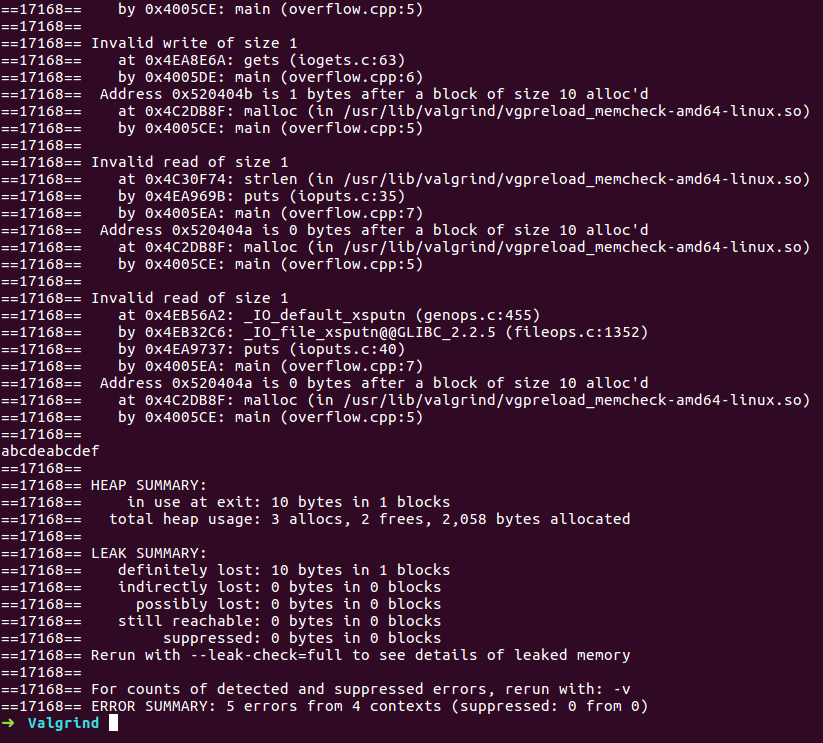 ==17168==    by 0x4005CE: main (overflow.cpp:5)
==17168==
==17168== Invalid write of size 1
==17168==    at 0x4EA8E6A: gets (iogets.c:63)
==17168==    by 0x4005DE: main (overflow.cpp:6)
==17168==  Address 0x520404b is 1 bytes after a block of size 10 alloc'd
==17168==    at 0x4C2DB8F: malloc (in /usr/lib/valgrind/vgpreload_memcheck-amd64-linux.so)
==17168==    by 0x4005CE: main (overflow.cpp:5)
==17168==
==17168== Invalid read of size 1
==17168==    at 0x4C30F74: strlen (in /usr/lib/valgrind/vgpreload_memcheck-amd64-linux.so)
==17168==    by 0x4EA969B: puts (ioputs.c:35)
==17168==    by 0x4005EA: main (overflow.cpp:7)
==17168==  Address 0x520404a is 0 bytes after a block of size 10 alloc'd
==17168==    at 0x4C2DB8F: malloc (in /usr/lib/valgrind/vgpreload_memcheck-amd64-linux.so)
==17168==    by 0x4005CE: main (overflow.cpp:5)
==17168==
==17168== Invalid read of size 1
==17168==    at 0x4EB56A2: _IO_default_xsputn (genops.c:455)
==17168==    by 0x4EB32C6: _IO_file_xsputn@@GLIBC_2.2.5 (fileops.c:1352)
==17168==    by 0x4EA9737: puts (ioputs.c:40)
==17168==    by 0x4005EA: main (overflow.cpp:7)
==17168==  Address 0x520404a is 0 bytes after a block of size 10 alloc'd
==17168==    at 0x4C2DB8F: malloc (in /usr/lib/valgrind/vgpreload_memcheck-amd64-linux.so)
==17168==    by 0x4005CE: main (overflow.cpp:5)
==17168==
abcdeabcdef
==17168==
==17168== HEAP SUMMARY:
==17168==     in use at exit: 10 bytes in 1 blocks
==17168==   total heap usage: 3 allocs, 2 frees, 2,058 bytes allocated
==17168==
==17168== LEAK SUMMARY:
==17168==    definitely lost: 10 bytes in 1 blocks
==17168==    indirectly lost: 0 bytes in 0 blocks
==17168==      possibly lost: 0 bytes in 0 blocks
==17168==    still reachable: 0 bytes in 0 blocks
==17168==         suppressed: 0 bytes in 0 blocks
==17168== Rerun with --leak-check=full to see details of leaked memory
==17168==
==17168== For counts of detected and suppressed errors, rerun with: -v
==17168== ERROR SUMMARY: 5 errors from 4 contexts (suppressed: 0 from 0)
➜  Valgrind